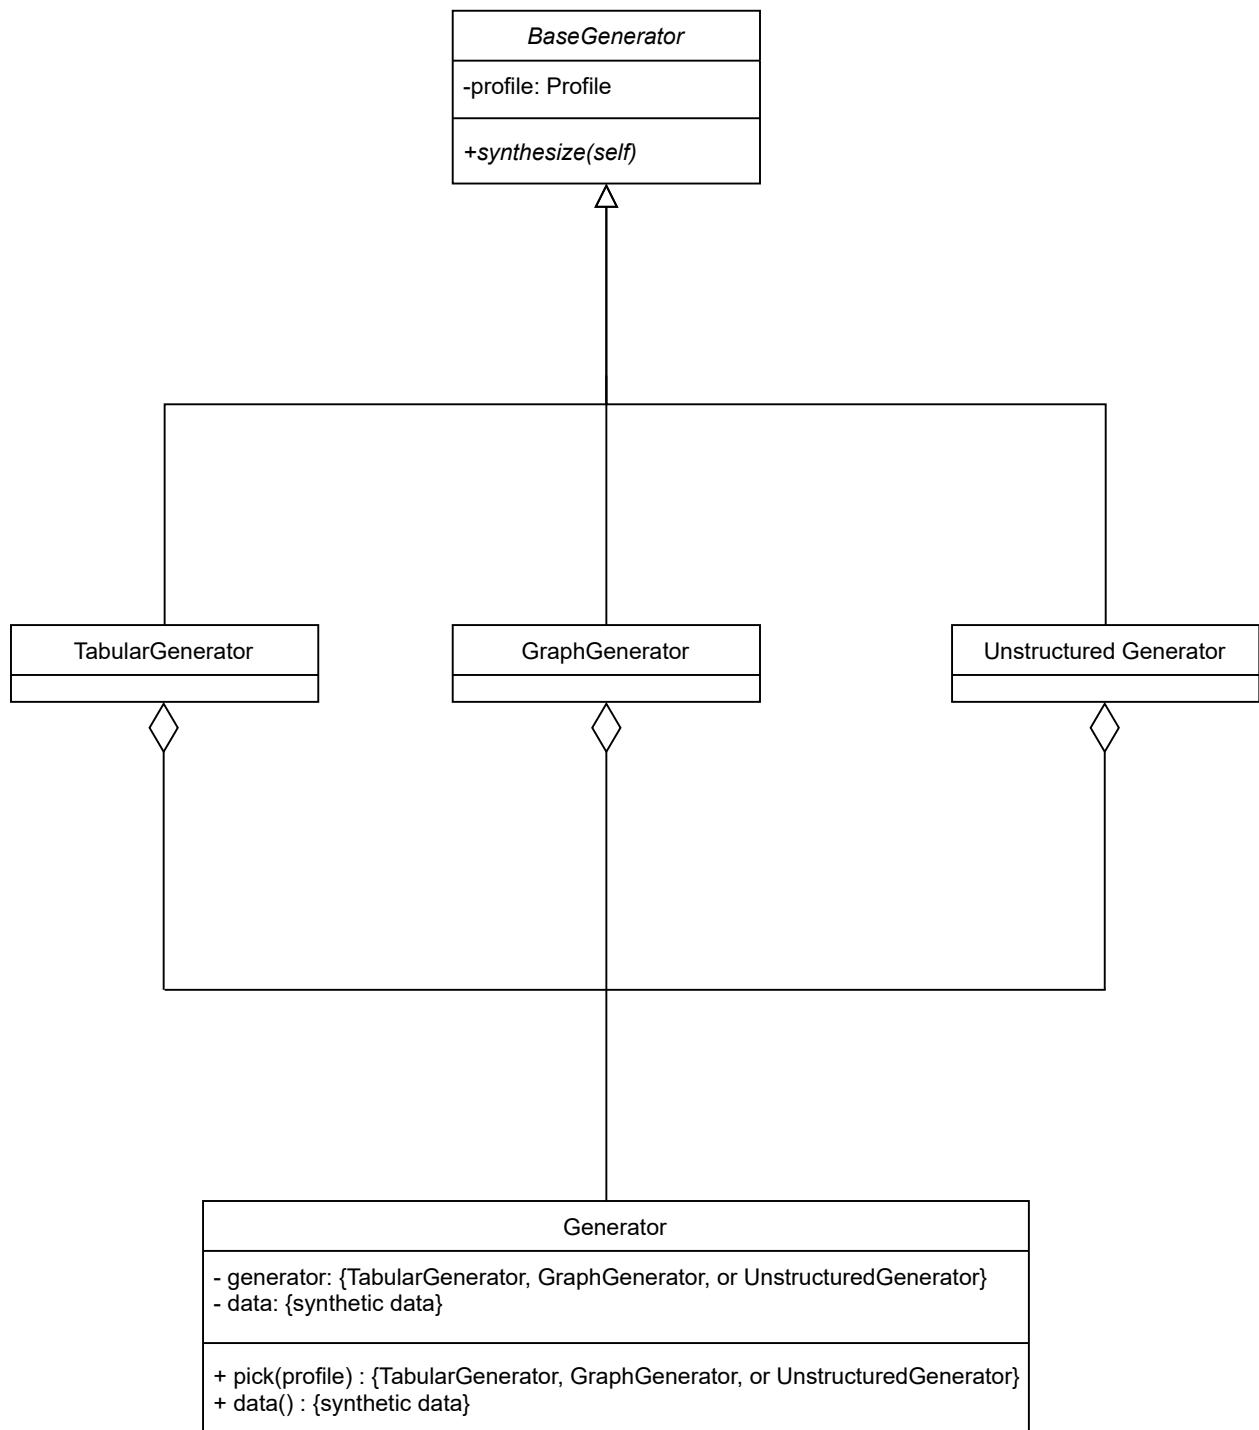 BaseGenerator
-profile: Profile
+synthesize(self)
TabularGenerator
GraphGenerator
Unstructured Generator
Generator
- generator: {TabularGenerator, GraphGenerator, or UnstructuredGenerator}
- data: {synthetic data}
+ pick(profile) : {TabularGenerator, GraphGenerator, or UnstructuredGenerator}
+ data() : {synthetic data}